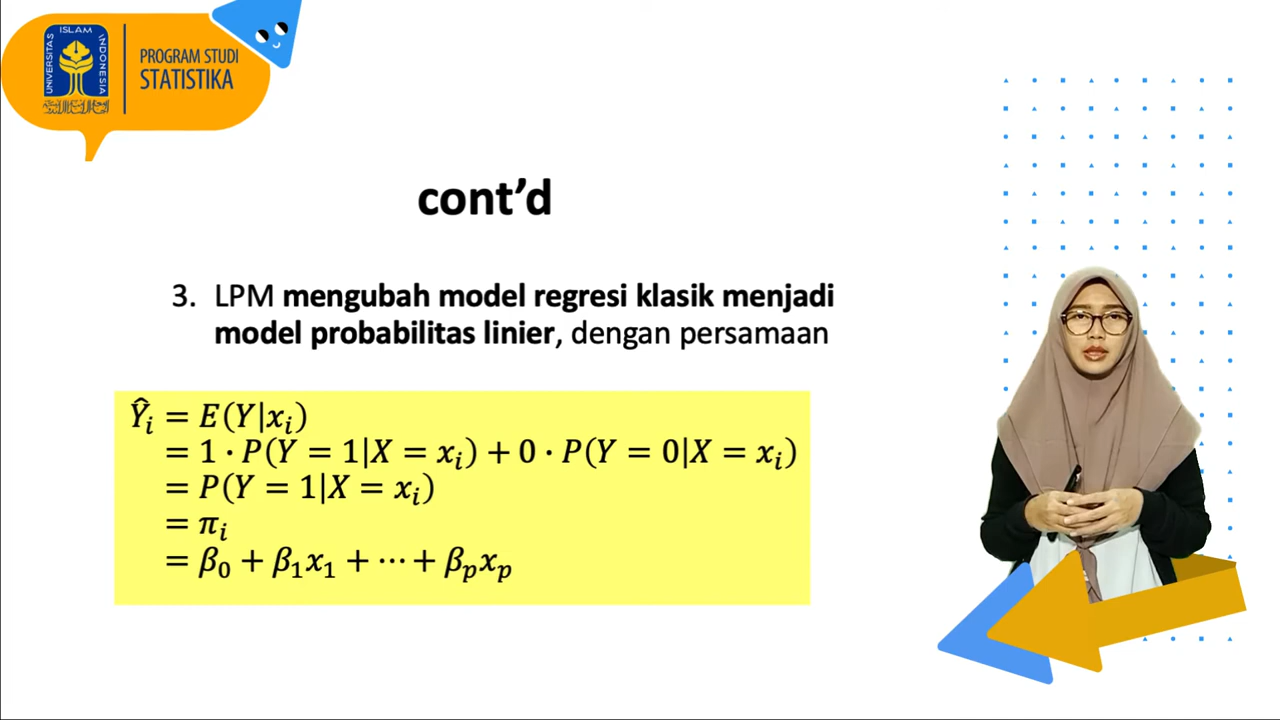 UNIVERSITAS
ISLAM
INDONESIA
PROGRAM STUDI
STATISTIKA
cont’d
3. LPM mengubah model regresi klasik menjadi
model probabilitas linier, dengan persamaan
Ŷᵢ = E(Y|xᵢ)
= 1 · P(Y = 1|X = xᵢ) + 0 · P(Y = 0|X = xᵢ)
= P(Y = 1|X = xᵢ)
= πᵢ
= β₀ + β₁x₁ + ⋯ + βₚxₚ